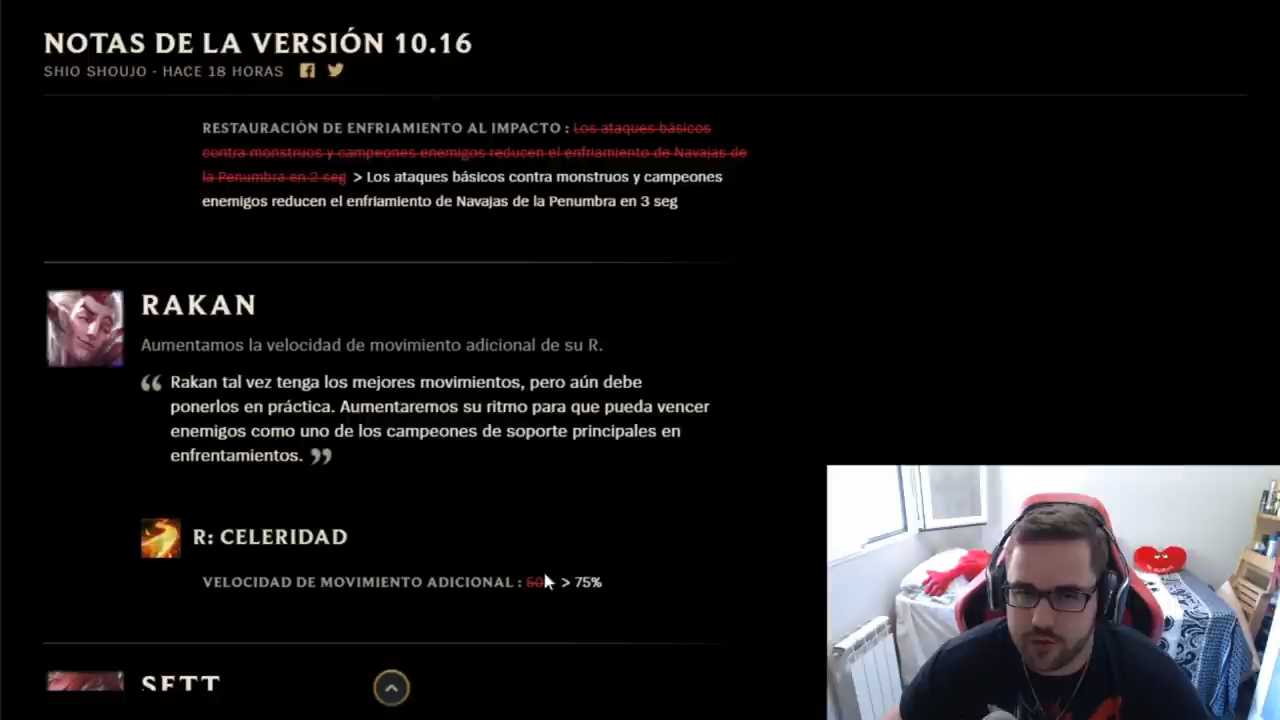 NOTAS DE LA VERSIÓN 10.16
SHIO SHOUJO - HACE 18 HORAS
RESTAURACIÓN DE ENFRIAMIENTO AL IMPACTO : Los ataques básicos
contra monstruos y campeones enemigos reducen el enfriamiento de Navajas de
la Penumbra en 2 seg > Los ataques básicos contra monstruos y campeones
enemigos reducen el enfriamiento de Navajas de la Penumbra en 3 seg
RAKAN
Aumentamos la velocidad de movimiento adicional de su R.
“ Rakan tal vez tenga los mejores movimientos, pero aún debe
ponerlos en práctica. Aumentaremos su ritmo para que pueda vencer
enemigos como uno de los campeones de soporte principales en
enfrentamientos. ”
R: CELERIDAD
VELOCIDAD DE MOVIMIENTO ADICIONAL : > 75%
SETT